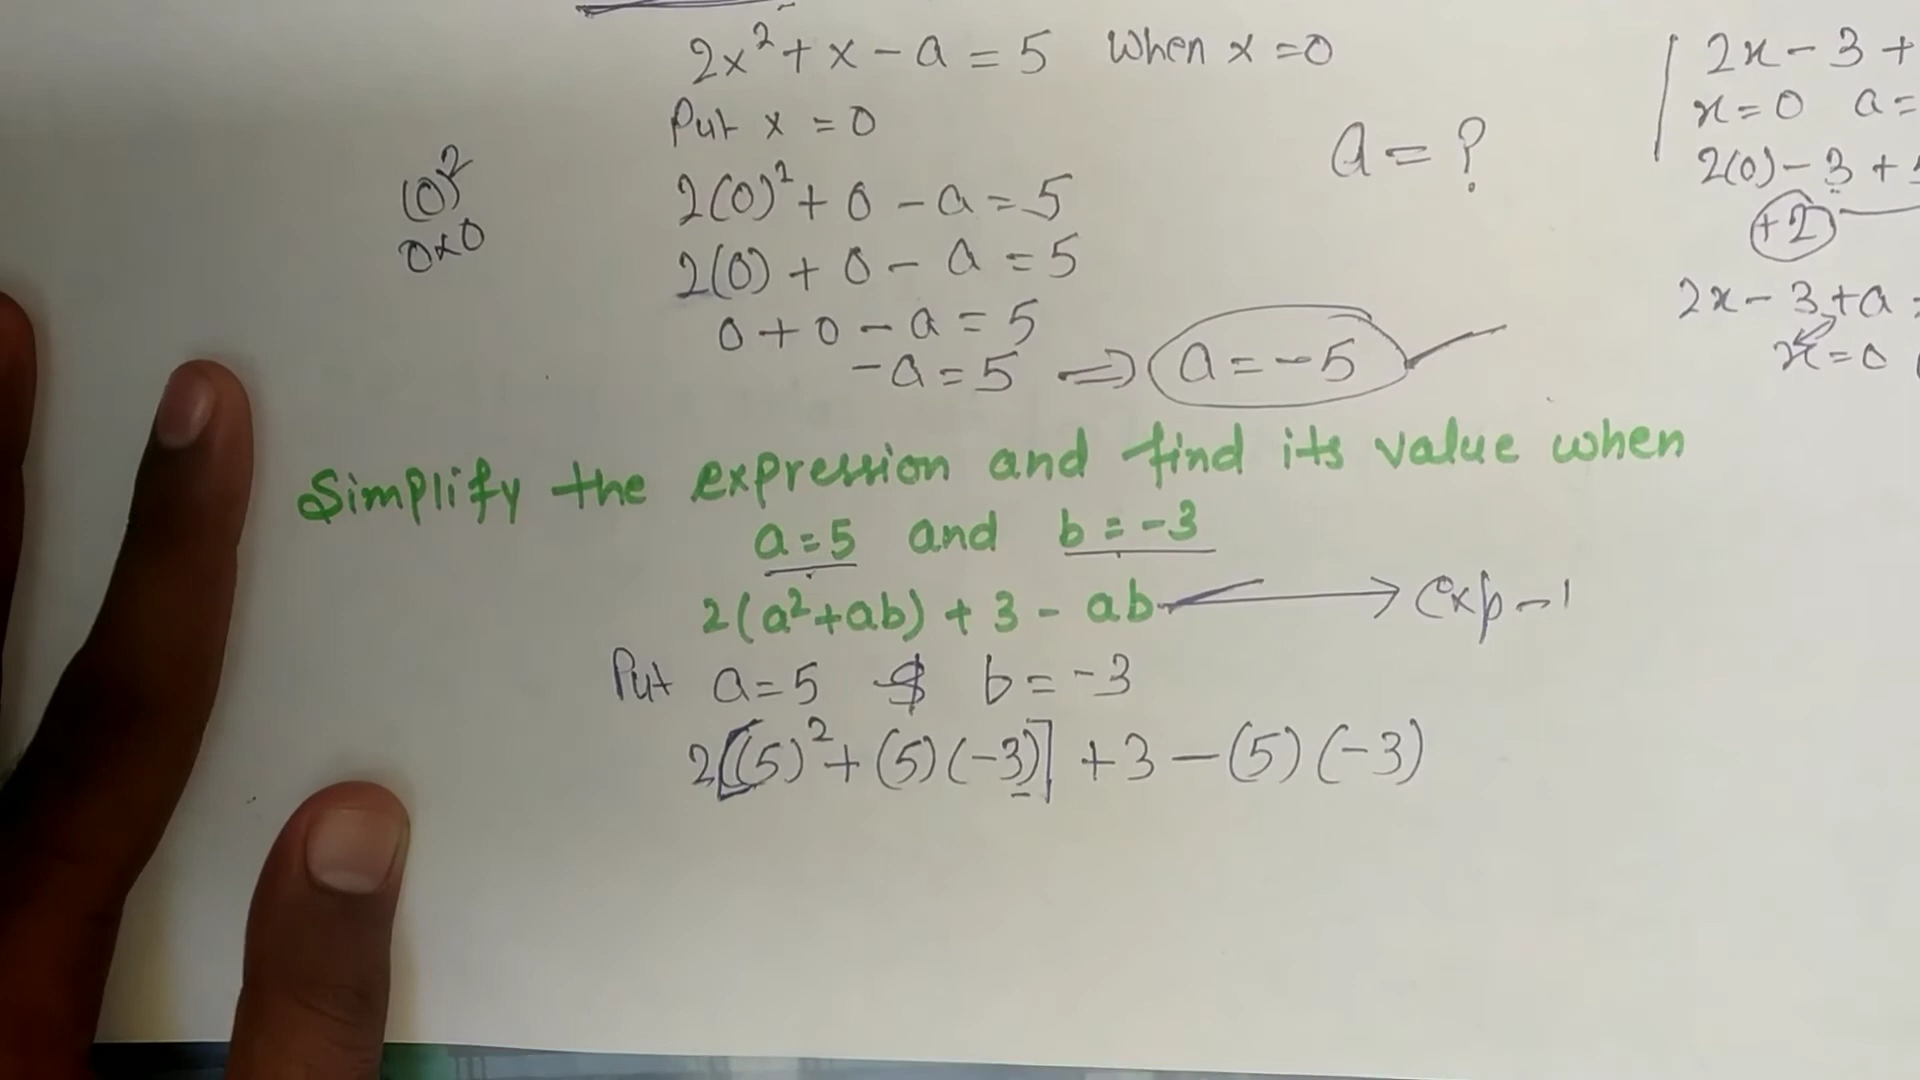 2x² + x - a = 5 When x = 0
Put x = 0
a = ?
(0)²
0x0
2(0)² + 0 - a = 5
2(0) + 0 - a = 5
0 + 0 - a = 5
-a = 5 ⇒ a = -5
2x - 3 +
x = 0 a =
2(0) - 3 +
+2
2x - 3 + a =
x = 0
Simplify the expression and find its value when
a = 5 and b = -3
2(a² + ab) + 3 - ab → exp - 1
Put a = 5 & b = -3
2[(5)² + (5)(-3)] + 3 - (5)(-3)